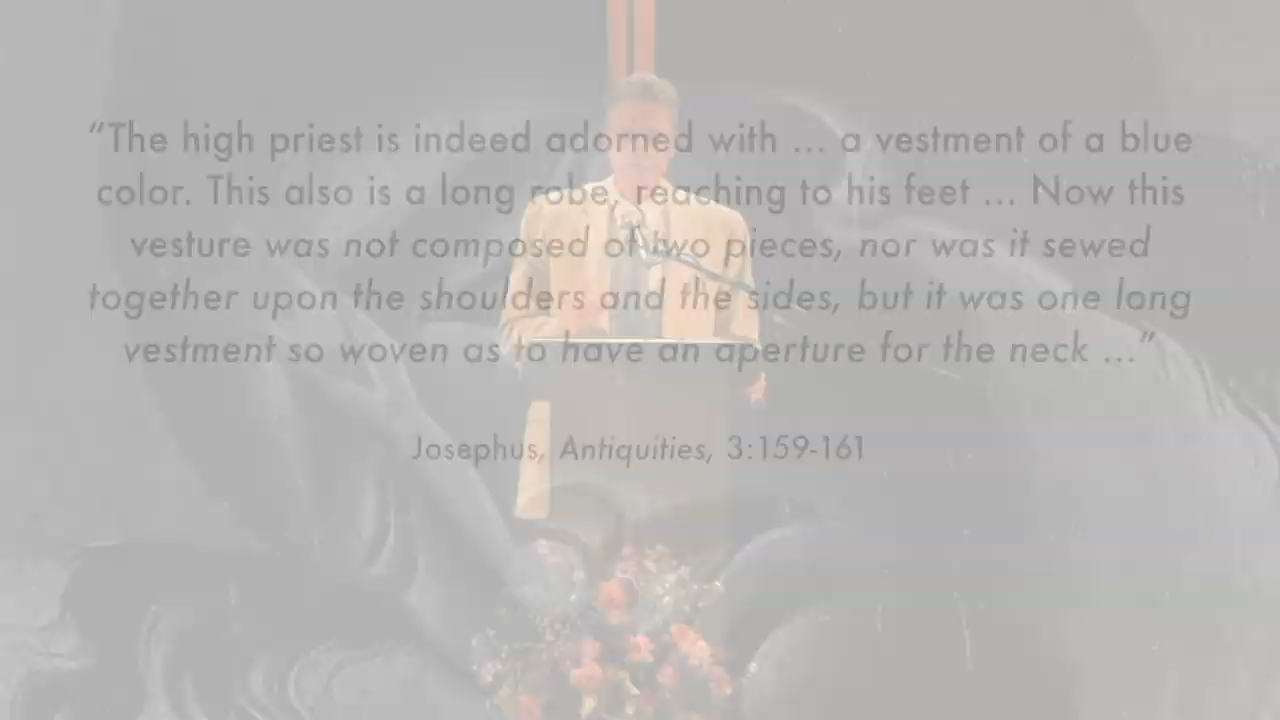 “The high priest is indeed adorned with ... a vestment of a blue
color. This also is a long robe, reaching to his feet ... Now this
vesture was not composed of two pieces, nor was it sewed
together upon the shoulders and the sides, but it was one long
vestment so woven as to have an aperture for the neck ...”
Josephus, Antiquities, 3:159-161